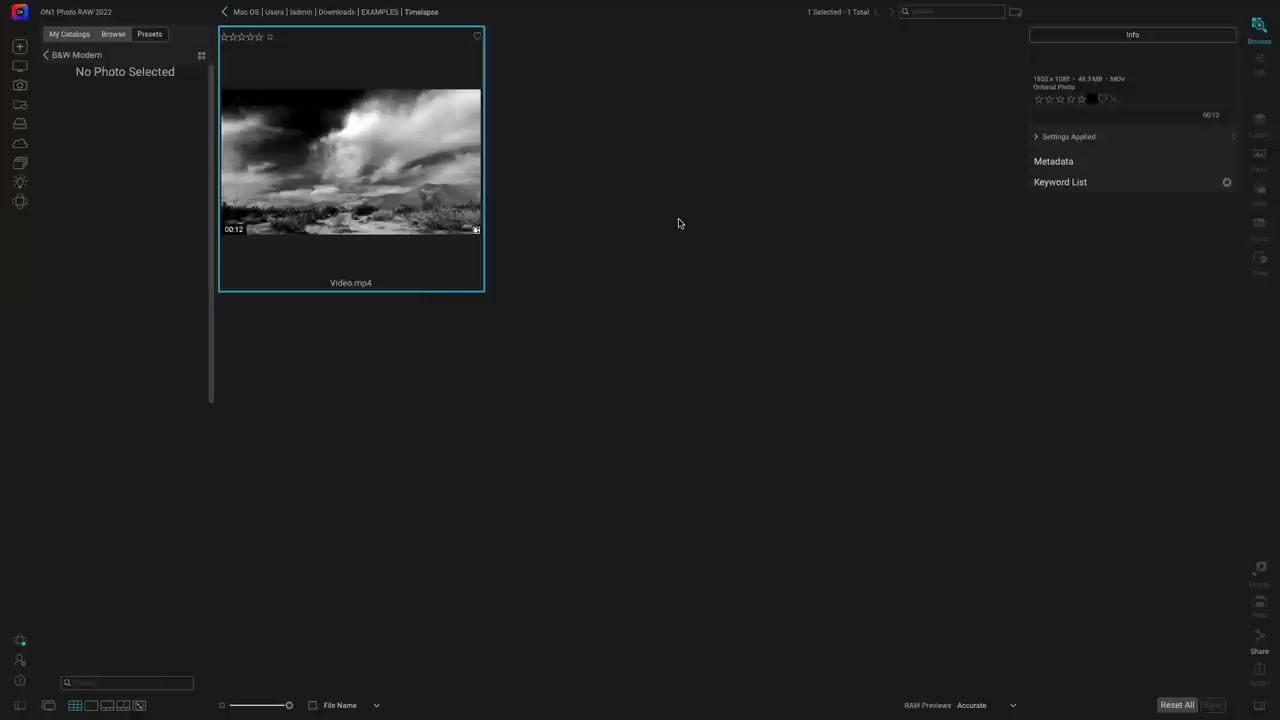 ON1 Photo RAW 2022
Mac OS | Users | ladmin | Downloads | EXAMPLES | Timelapse
1 Selected - 1 Total
My Catalogs Browse Presets
B&W Modern
No Photo Selected
00:12
Video.mp4
Info
1920 x 1080 • 48.3 MB • MOV
Original Photo
00/12
Settings Applied
Metadata
Keyword List
Browse
Edit
Share
File Name
RAW Previews Accurate
Reset All Sync